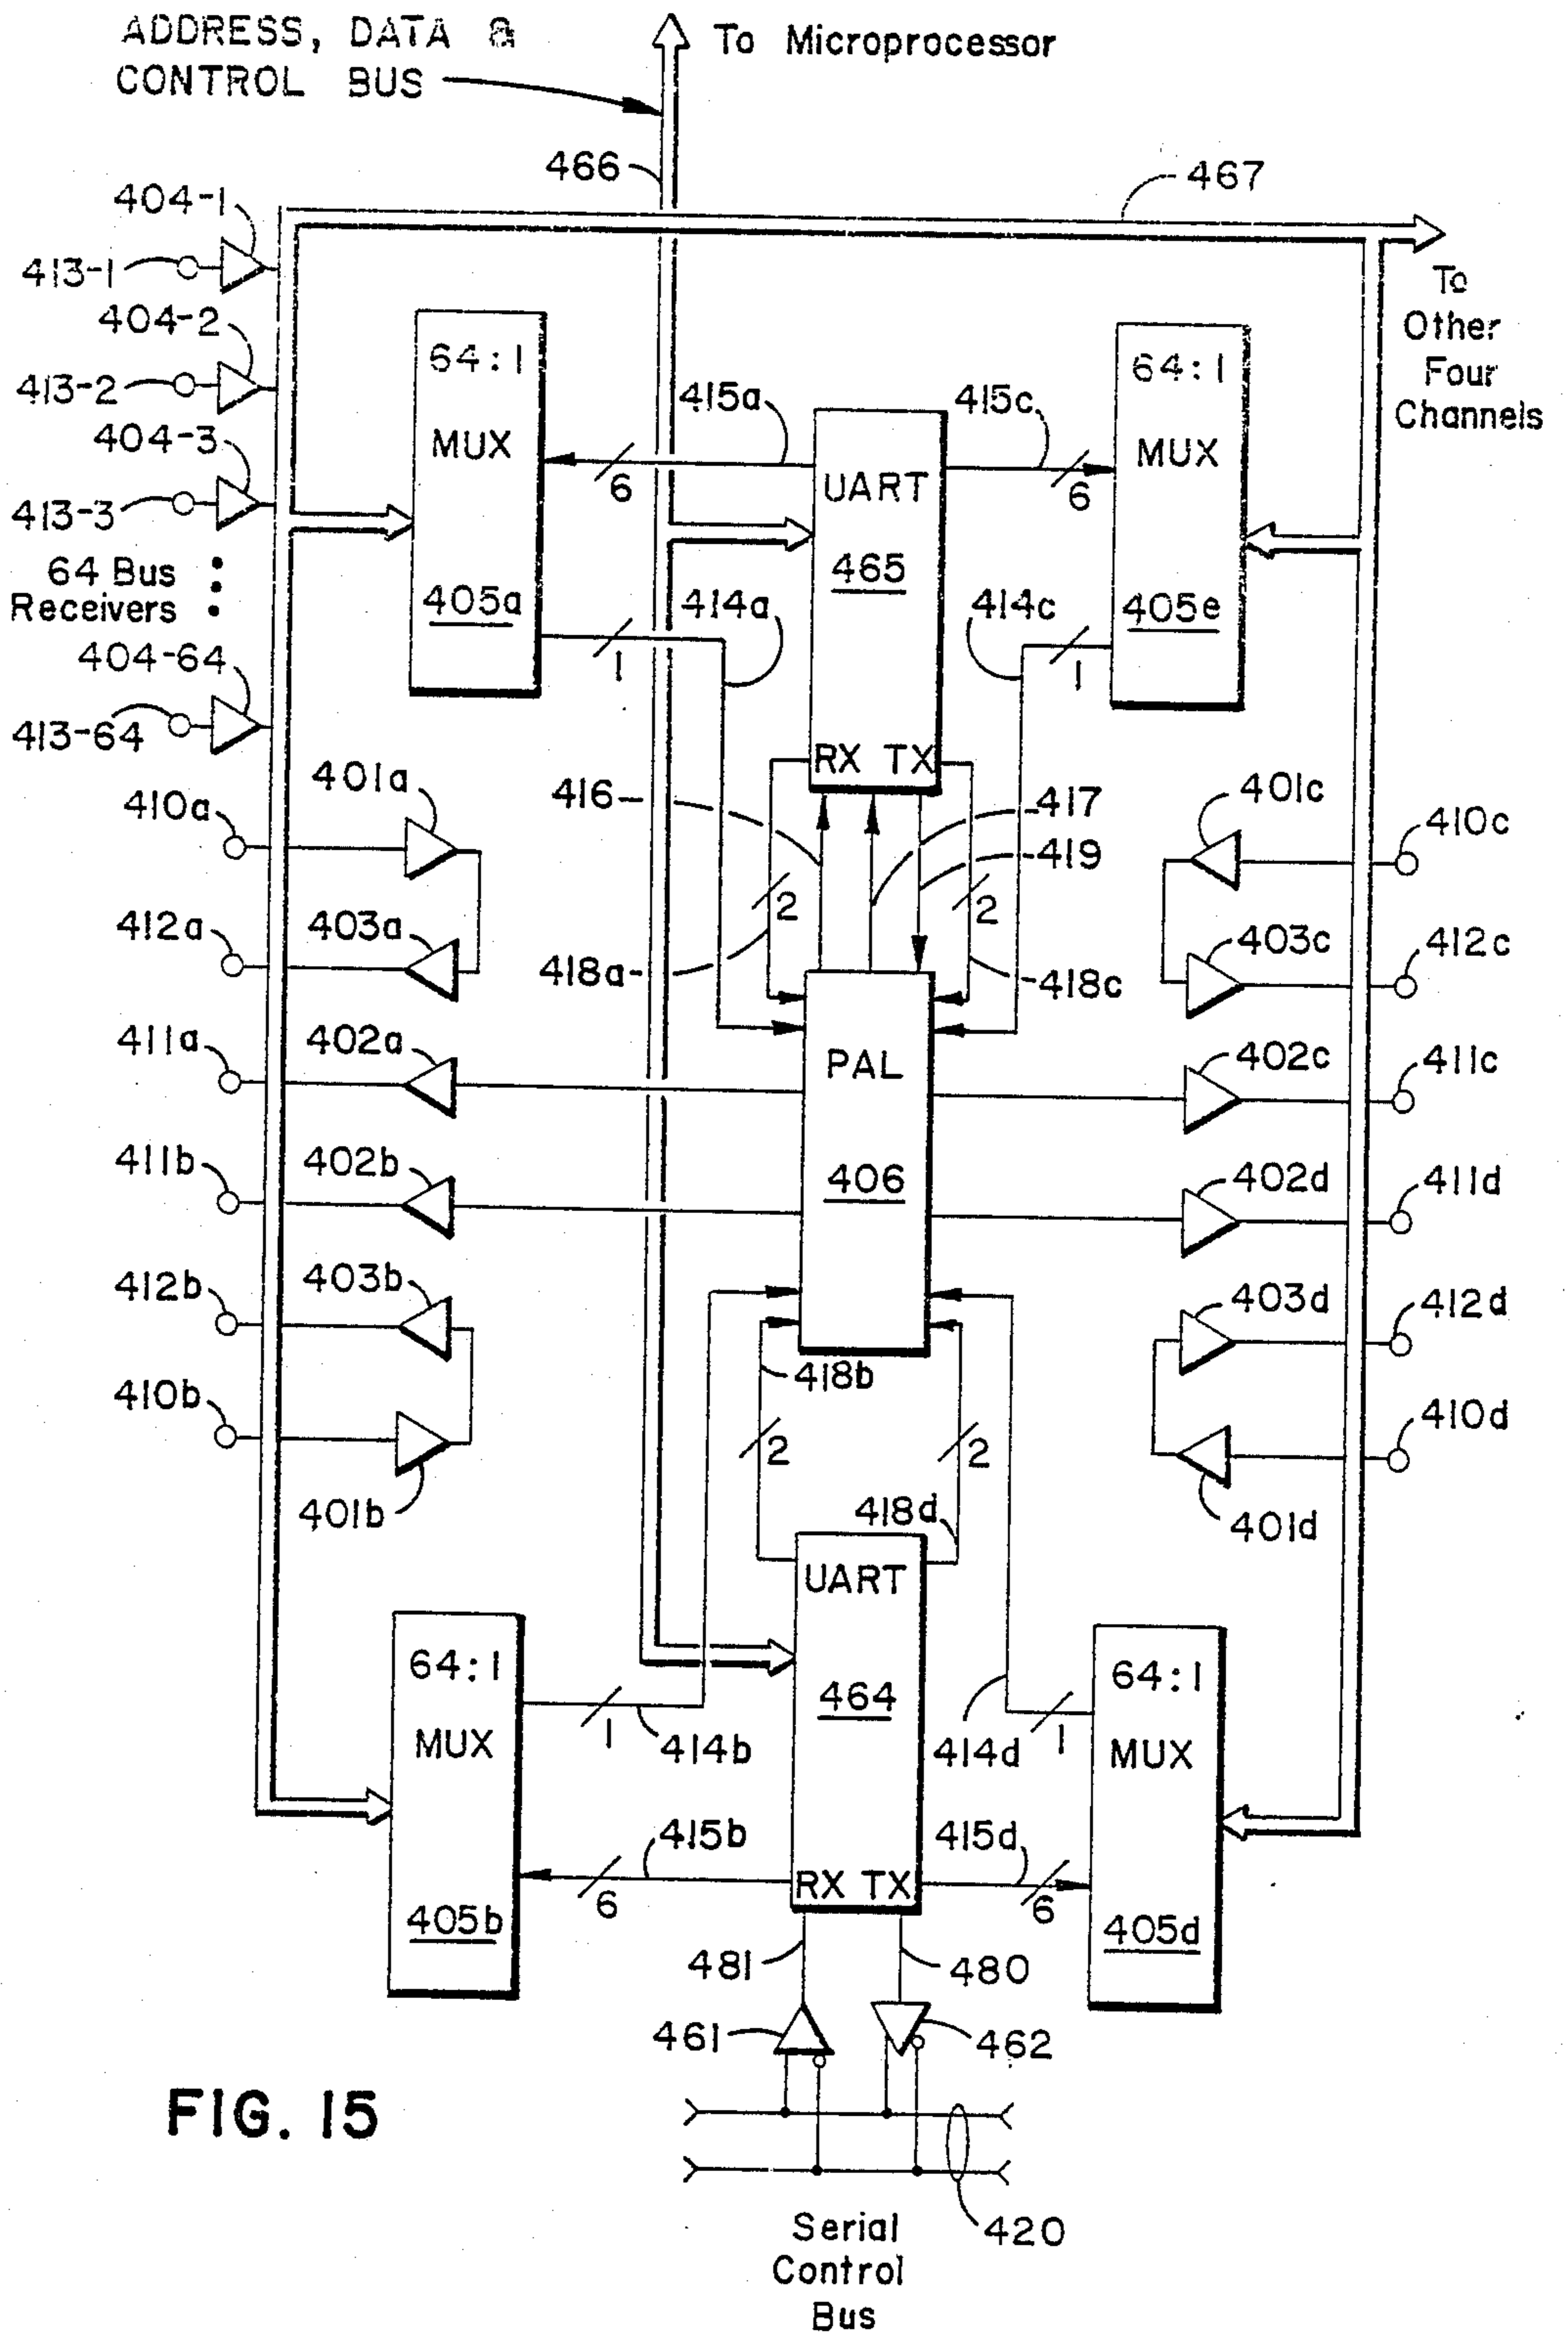 ADDRESS, DATA &
CONTROL BUS
To Microprocessor
466
467
404-1
413-1
404-2
413-2
404-3
413-3
64 Bus
Receivers
404-64
413-64
To
Other
Four
Channels
64:1
MUX
405a
415a
6
414a
1
UART
465
RX TX
415c
6
414c
1
64:1
MUX
405e
416
417
419
2
2
418a
418c
410a
401a
412a
403a
411a
402a
411b
402b
412b
403b
410b
401b
PAL
406
401c
410c
403c
412c
402c
411c
402d
411d
403d
412d
410d
401d
418b
2
2
418d
UART
464
RX TX
64:1
MUX
405b
1
414b
415b
6
414d
1
415d
6
64:1
MUX
405d
481
480
461
462
420
Serial
Control
Bus
FIG. 15